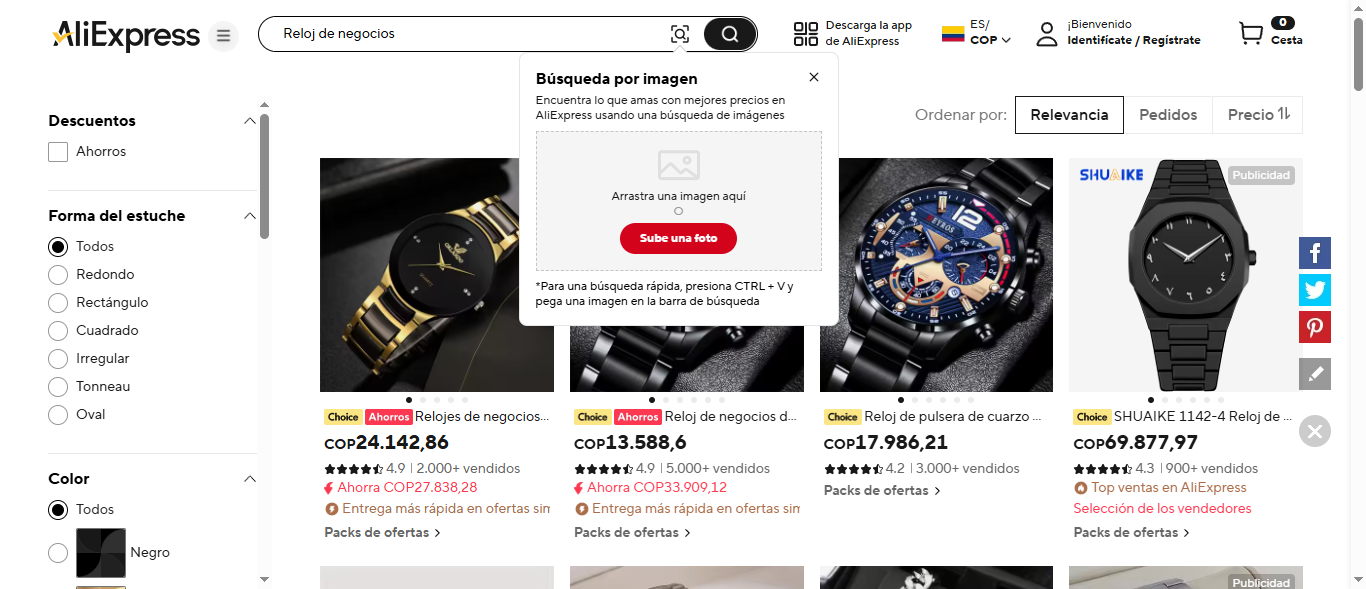 AliExpress
Reloj de negocios
Descarga la app
de AliExpress
ES/
COP
¡Bienvenido
Identifícate / Regístrate
0
Cesta
Búsqueda por imagen
Encuentra lo que amas con mejores precios en
AliExpress usando una búsqueda de imágenes
Arrastra una imagen aquí
O
Sube una foto
*Para una búsqueda rápida, presiona CTRL + V y
pega una imagen en la barra de búsqueda
Ordenar por:
Relevancia
Pedidos
Precio
Descuentos
Ahorros
Forma del estuche
Todos
Redondo
Rectángulo
Cuadrado
Irregular
Tonneau
Oval
Color
Todos
Negro
12
SHUAIKE
Publicidad
Choice Ahorros Relojes de negocios...
COP24.142,86
4.9 | 2.000+ vendidos
Ahorra COP27.838,28
Entrega más rápida en ofertas sim
Packs de ofertas >
Choice Ahorros Reloj de negocios d...
COP13.588,6
4.9 | 5.000+ vendidos
Ahorra COP33.909,12
Entrega más rápida en ofertas sim
Packs de ofertas >
Choice Reloj de pulsera de cuarzo ...
COP17.986,21
4.2 | 3.000+ vendidos
Packs de ofertas >
Choice SHUAIKE 1142-4 Reloj de ...
COP69.877,97
4.3 | 900+ vendidos
Top ventas en AliExpress
Selección de los vendedores
Packs de ofertas >
Publicidad